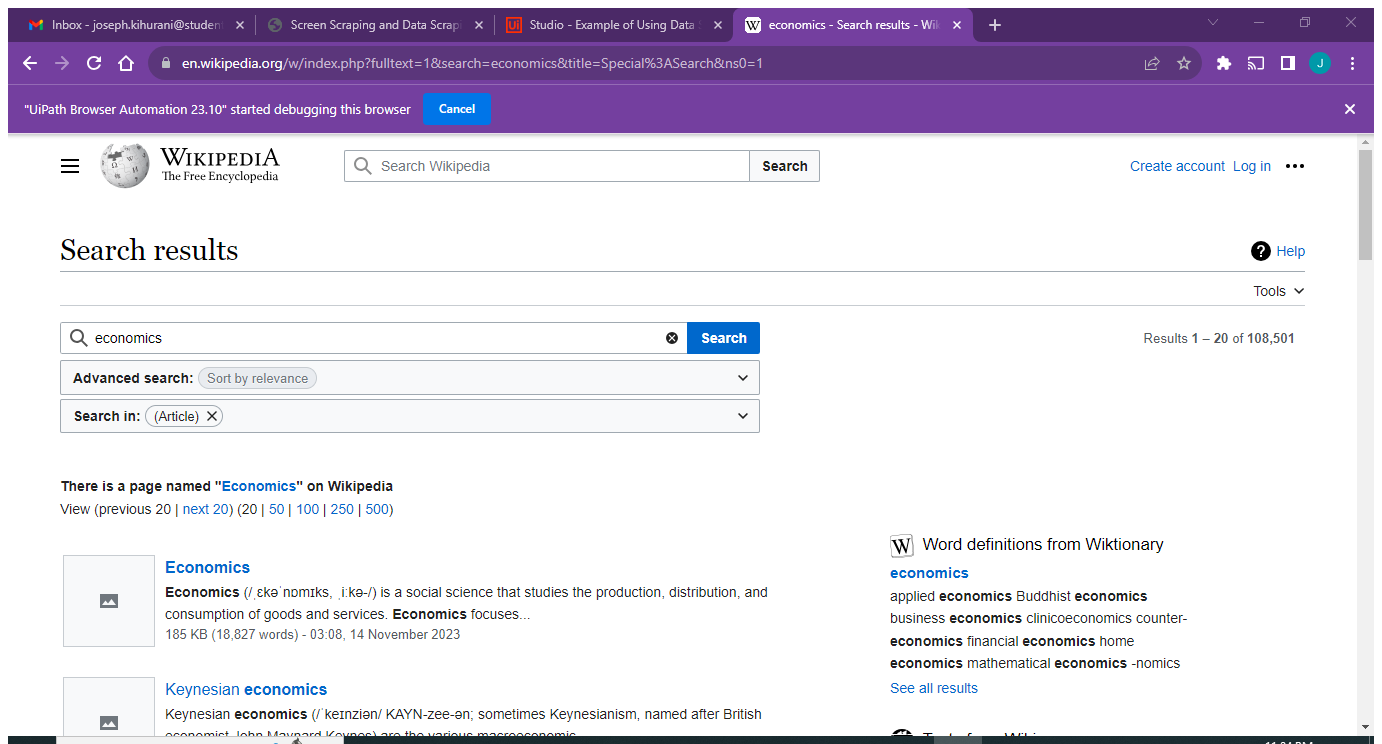 Inbox - joseph.kihurani@student
Screen Scraping and Data Scrap
Studio - Example of Using Data
economics - Search results - Wik
en.wikipedia.org/w/index.php?fulltext=1&search=economics&title=Special%3ASearch&ns0=1
J
"UiPath Browser Automation 23.10" started debugging this browser
Cancel
WIKIPEDIA
The Free Encyclopedia
Search Wikipedia
Search
Create account Log in
Search results
Help
Tools
economics
Search
Results 1 – 20 of 108,501
Advanced search: Sort by relevance
Search in: (Article)
There is a page named "Economics" on Wikipedia
View (previous 20 | next 20) (20 | 50 | 100 | 250 | 500)
Economics
Economics (/ˌɛkəˈnɒmɪks, ˌiːkə-/) is a social science that studies the production, distribution, and
consumption of goods and services. Economics focuses...
185 KB (18,827 words) - 03:08, 14 November 2023
Keynesian economics
Keynesian economics (/ˈkeɪnziən/ KAYN-zee-ən; sometimes Keynesianism, named after British
economist John Maynard Keynes) are the various macroeconomic
W Word definitions from Wiktionary
economics
applied economics Buddhist economics
business economics clinicoeconomics counter-
economics financial economics home
economics mathematical economics -nomics
See all results